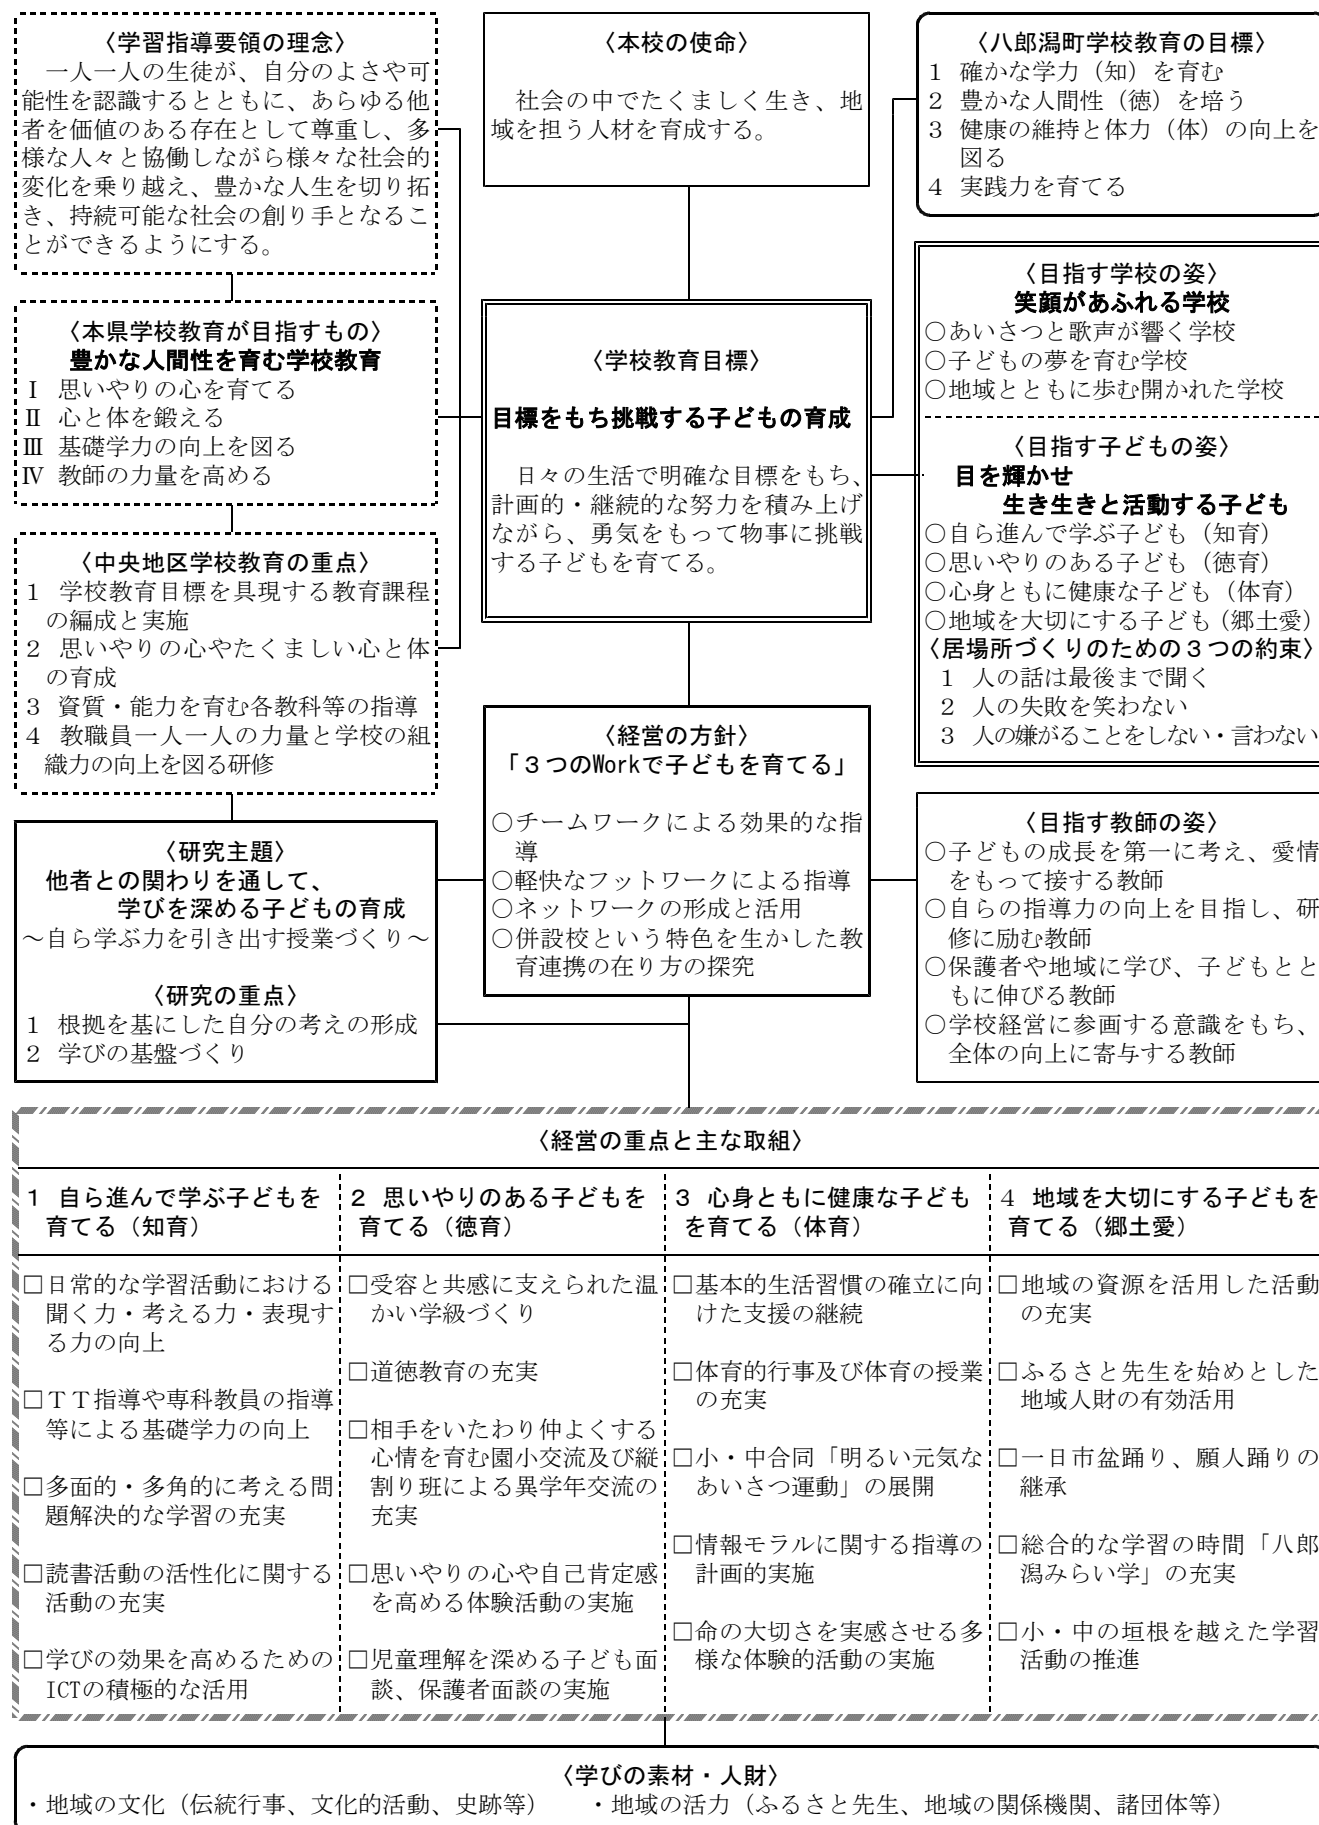 〈学習指導要領の理念〉
一人一人の生徒が、自分のよさや可
能性を認識するとともに、あらゆる他
者を価値のある存在として尊重し、多
様な人々と協働しながら様々な社会的
変化を乗り越え、豊かな人生を切り拓
き、持続可能な社会の創り手となるこ
とができるようにする。
〈本校の使命〉
社会の中でたくましく生き、地
域を担う人材を育成する。
〈八郎潟町学校教育の目標〉
１ 確かな学力（知）を育む
２ 豊かな人間性（徳）を培う
３ 健康の維持と体力（体）の向上を
図る
４ 実践力を育てる
〈本県学校教育が目指すもの〉
豊かな人間性を育む学校教育
Ⅰ 思いやりの心を育てる
Ⅱ 心と体を鍛える
Ⅲ 基礎学力の向上を図る
Ⅳ 教師の力量を高める
〈学校教育目標〉
目標をもち挑戦する子どもの育成
日々の生活で明確な目標をもち、
計画的・継続的な努力を積み上げ
ながら、勇気をもって物事に挑戦
する子どもを育てる。
〈目指す学校の姿〉
笑顔があふれる学校
○あいさつと歌声が響く学校
○子どもの夢を育む学校
○地域とともに歩む開かれた学校
〈目指す子どもの姿〉
目を輝かせ
生き生きと活動する子ども
○自ら進んで学ぶ子ども（知育）
○思いやりのある子ども（徳育）
○心身ともに健康な子ども（体育）
○地域を大切にする子ども（郷土愛）
〈居場所づくりのための３つの約束〉
１ 人の話は最後まで聞く
２ 人の失敗を笑わない
３ 人の嫌がることをしない・言わない
〈中央地区学校教育の重点〉
１ 学校教育目標を具現する教育課程
の編成と実施
２ 思いやりの心やたくましい心と体
の育成
３ 資質・能力を育む各教科等の指導
４ 教職員一人一人の力量と学校の組
織力の向上を図る研修
〈経営の方針〉
「３つのWorkで子どもを育てる」
○チームワークによる効果的な指
導
○軽快なフットワークによる指導
○ネットワークの形成と活用
○併設校という特色を生かした教
育連携の在り方の探究
〈研究主題〉
他者との関わりを通して、
学びを深める子どもの育成
～自ら学ぶ力を引き出す授業づくり～
〈研究の重点〉
１ 根拠を基にした自分の考えの形成
２ 学びの基盤づくり
〈目指す教師の姿〉
○子どもの成長を第一に考え、愛情
をもって接する教師
○自らの指導力の向上を目指し、研
修に励む教師
○保護者や地域に学び、子どもとと
もに伸びる教師
○学校経営に参画する意識をもち、
全体の向上に寄与する教師
〈経営の重点と主な取組〉
１ 自ら進んで学ぶ子どもを
育てる（知育）
□日常的な学習活動における
聞く力・考える力・表現す
る力の向上
□ＴＴ指導や専科教員の指導
等による基礎学力の向上
□多面的・多角的に考える問
題解決的な学習の充実
□読書活動の活性化に関する
活動の充実
□学びの効果を高めるための
ICTの積極的な活用
２ 思いやりのある子どもを
育てる（徳育）
□受容と共感に支えられた温
かい学級づくり
□道徳教育の充実
□相手をいたわり仲よくする
心情を育む園小交流及び縦
割り班による異学年交流の
充実
□思いやりの心や自己肯定感
を高める体験活動の実施
□児童理解を深める子ども面
談、保護者面談の実施
３ 心身ともに健康な子ども
を育てる（体育）
□基本的生活習慣の確立に向
けた支援の継続
□体育的行事及び体育の授業
の充実
□小・中合同「明るい元気な
あいさつ運動」の展開
□情報モラルに関する指導の
計画的実施
□命の大切さを実感させる多
様な体験的活動の実施
４ 地域を大切にする子どもを
育てる（郷土愛）
□地域の資源を活用した活動
の充実
□ふるさと先生を始めとした
地域人財の有効活用
□一日市盆踊り、願人踊りの
継承
□総合的な学習の時間「八郎
潟みらい学」の充実
□小・中の垣根を越えた学習
活動の推進
〈学びの素材・人財〉
・地域の文化（伝統行事、文化的活動、史跡等） ・地域の活力（ふるさと先生、地域の関係機関、諸団体等）